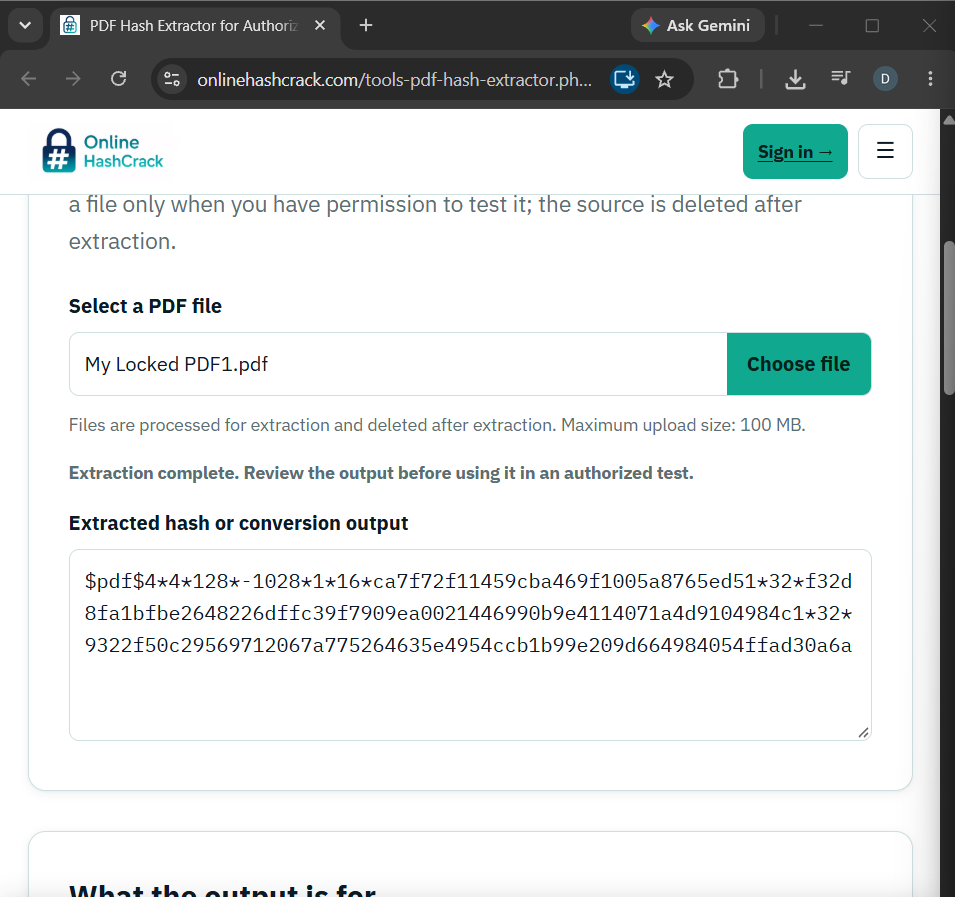 PDF Hash Extractor for Authoriz
Ask Gemini
onlinehashcrack.com/tools-pdf-hash-extractor.ph...
D
Online
HashCrack
Sign in →
a file only when you have permission to test it; the source is deleted after
extraction.
Select a PDF file
My Locked PDF1.pdf
Choose file
Files are processed for extraction and deleted after extraction. Maximum upload size: 100 MB.
Extraction complete. Review the output before using it in an authorized test.
Extracted hash or conversion output
$pdf$4*4*128*-1028*1*16*ca7f72f11459cba469f1005a8765ed51*32*f32d
8fa1bfbe2648226dffc39f7909ea0021446990b9e4114071a4d9104984c1*32*
9322f50c29569712067a775264635e4954ccb1b99e209d664984054ffad30a6a
What the output is for